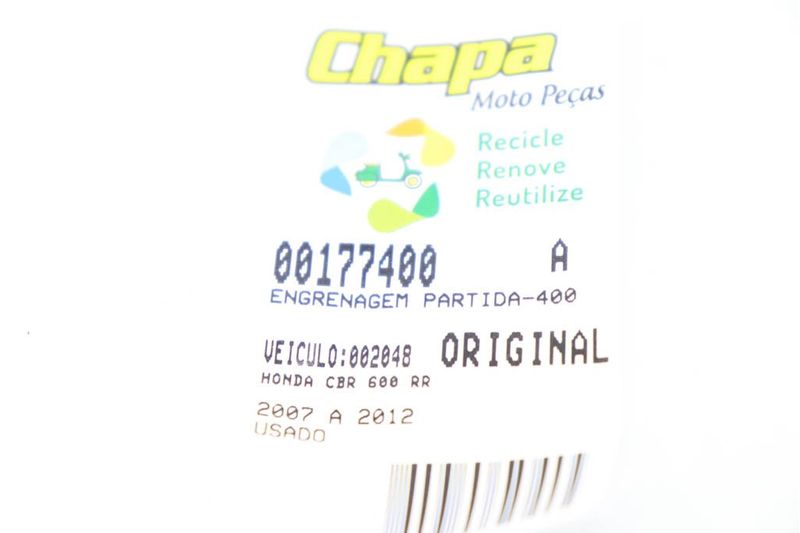 Chapa
Moto Peças
Recicle
Renove
Reutilize
00177400 A
ENGRENAGEM PARTIDA-400
VEICULO:002048 ORIGINAL
HONDA CBR 600 RR
2007 A 2012
USADO